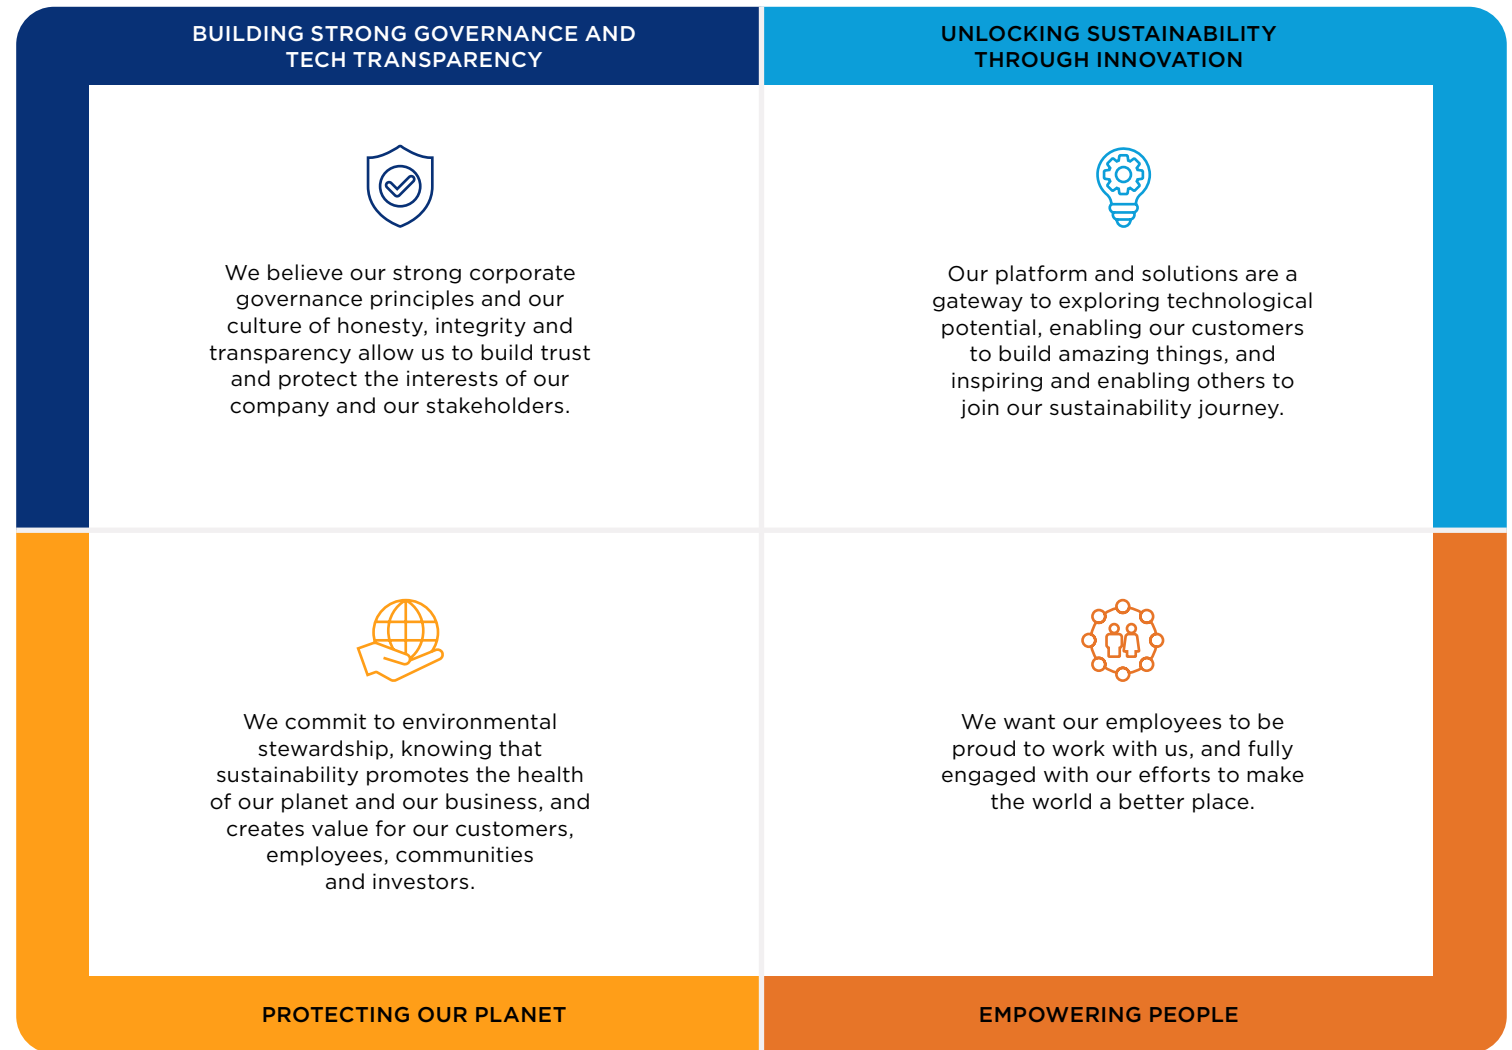 BUILDING STRONG GOVERNANCE AND
TECH TRANSPARENCY
We believe our strong corporate
governance principles and our
culture of honesty, integrity and
transparency allow us to build trust
and protect the interests of our
company and our stakeholders.
UNLOCKING SUSTAINABILITY
THROUGH INNOVATION
Our platform and solutions are a
gateway to exploring technological
potential, enabling our customers
to build amazing things, and
inspiring and enabling others to
join our sustainability journey.
We commit to environmental
stewardship, knowing that
sustainability promotes the health
of our planet and our business, and
creates value for our customers,
employees, communities
and investors.
PROTECTING OUR PLANET
We want our employees to be
proud to work with us, and fully
engaged with our efforts to make
the world a better place.
EMPOWERING PEOPLE